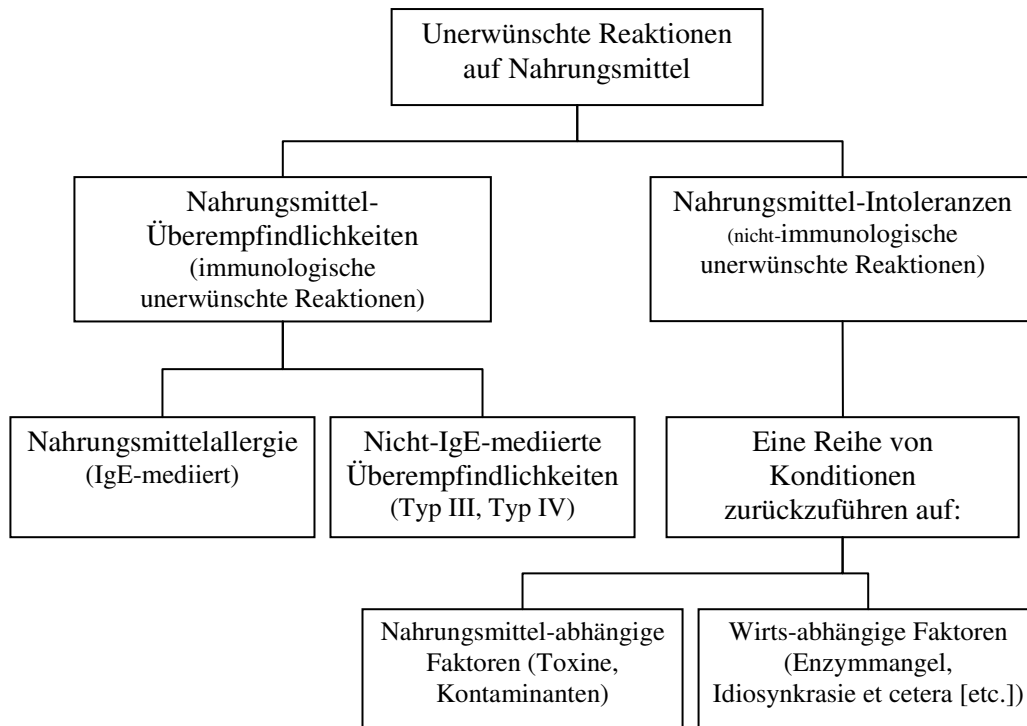 Unerwünschte Reaktionen
auf Nahrungsmittel
Nahrungsmittel-
Überempfindlichkeiten
(immunologische
unerwünschte Reaktionen)
Nahrungsmittel-Intoleranzen
(nicht-immunologische
unerwünschte Reaktionen)
Nahrungsmittelallergie
(IgE-mediiert)
Nicht-IgE-mediierte
Überempfindlichkeiten
(Typ III, Typ IV)
Eine Reihe von
Konditionen
zurückzuführen auf:
Nahrungsmittel-abhängige
Faktoren (Toxine,
Kontaminanten)
Wirts-abhängige Faktoren
(Enzymmangel,
Idiosynkrasie et cetera [etc.])